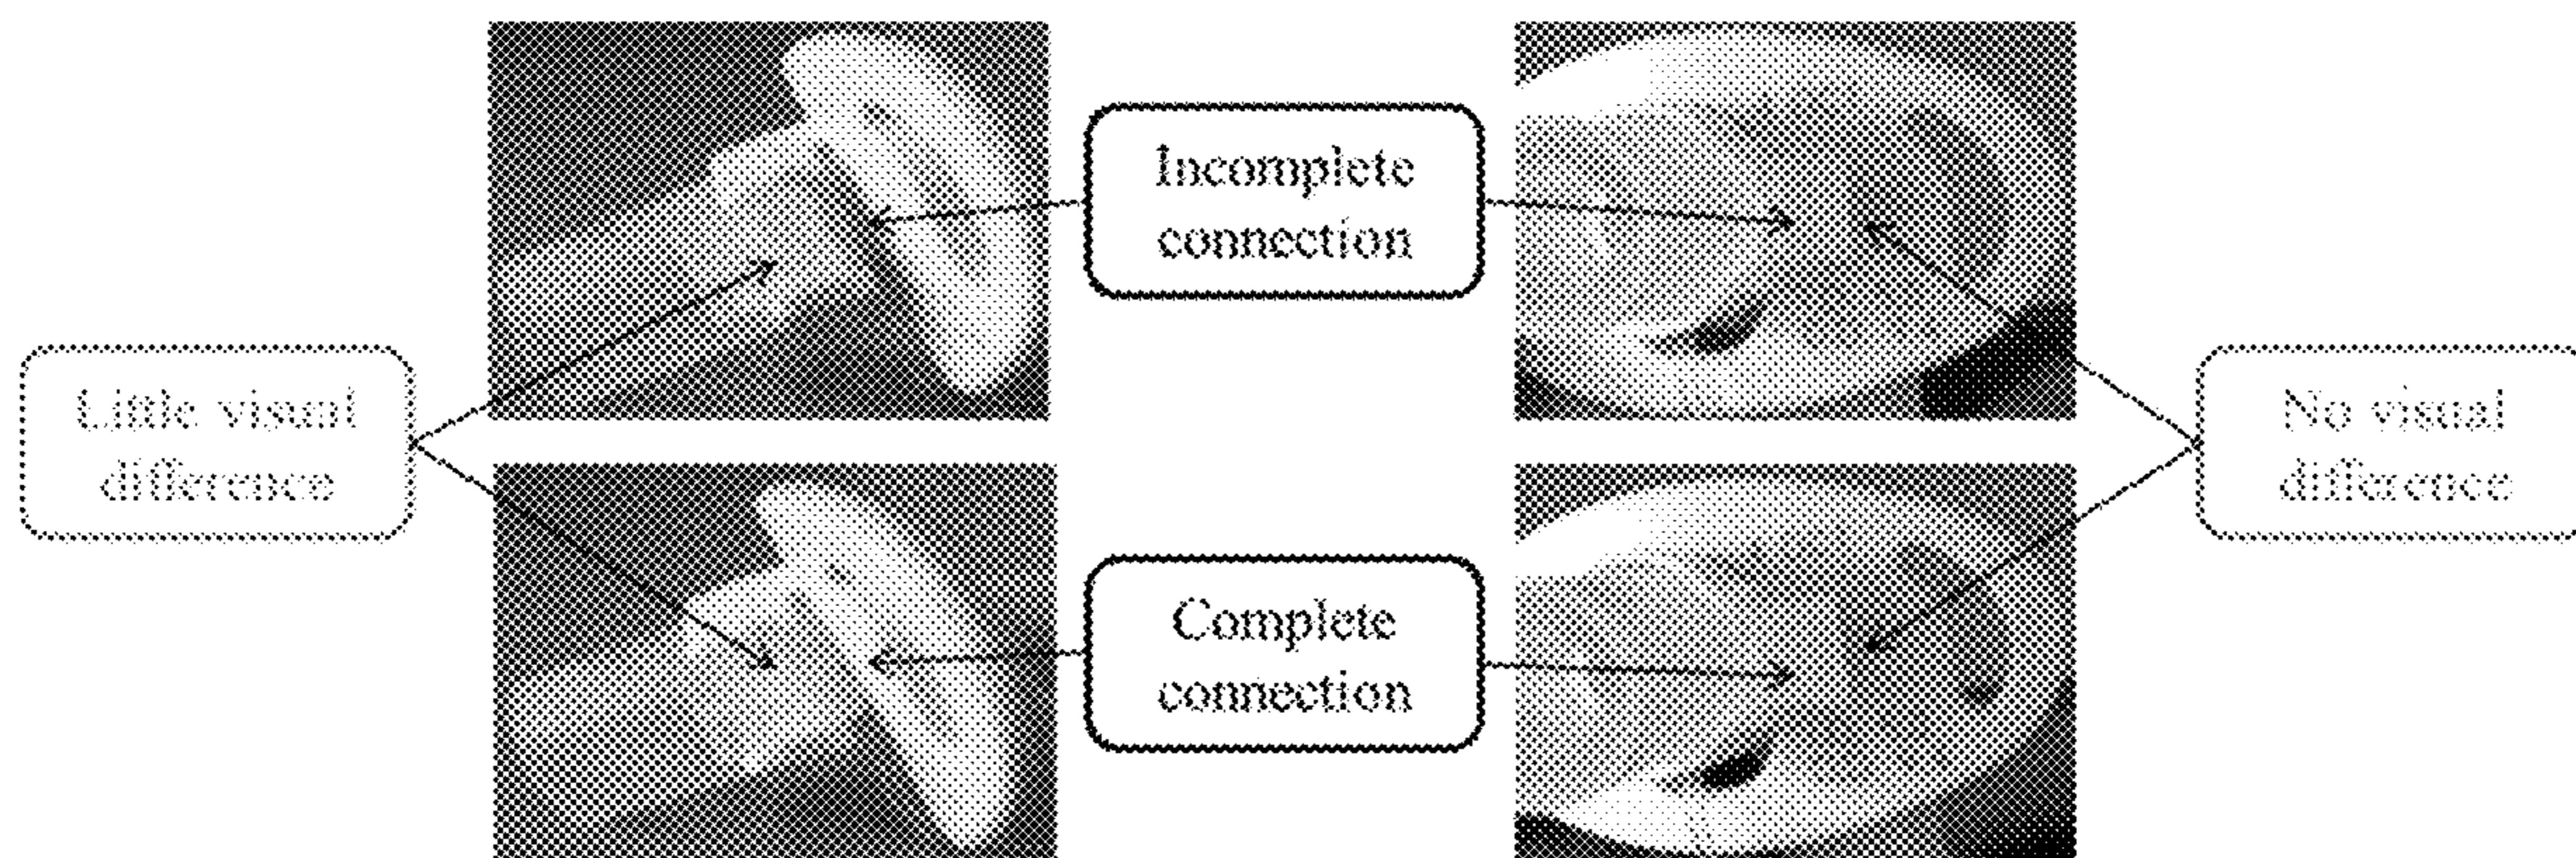 Incomplete
connection
Little visual
difference
No visual
difference
Complete
connection